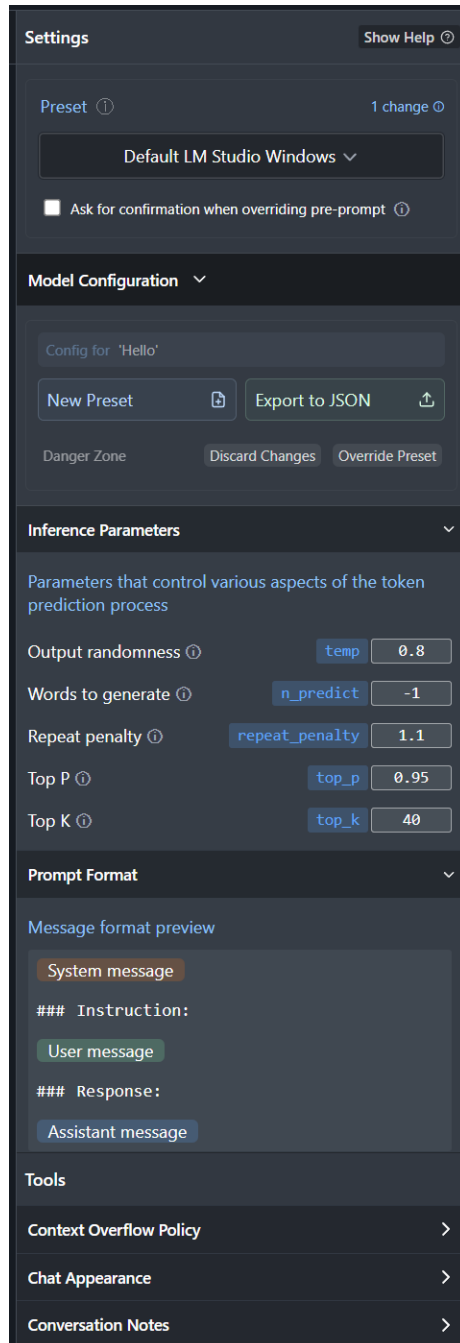 Settings
Show Help
Preset
1 change
Default LM Studio Windows
Ask for confirmation when overriding pre-prompt
Model Configuration
Config for 'Hello'
New Preset
Export to JSON
Danger Zone
Discard Changes
Override Preset
Inference Parameters
Parameters that control various aspects of the token
prediction process
Output randomness temp 0.8
Words to generate n_predict -1
Repeat penalty repeat_penalty 1.1
Top P top_p 0.95
Top K top_k 40
Prompt Format
Message format preview
System message
### Instruction:
User message
### Response:
Assistant message
Tools
Context Overflow Policy
Chat Appearance
Conversation Notes